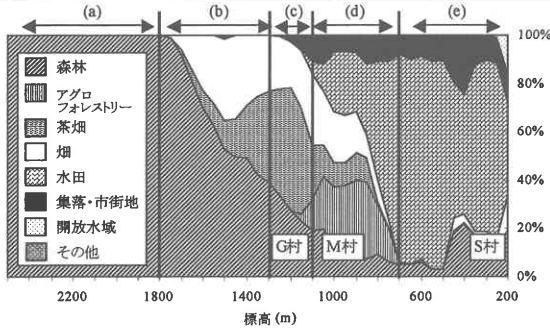 (a) (b) (c) (d) (e)
100%
80%
60%
40%
20%
0%
森林
アグロ
フォレストリー
茶畑
畑
水田
集落・市街地
開放水域
その他
G村 M村 S村
2200 1800 1400 1000 600 200
標高(m)